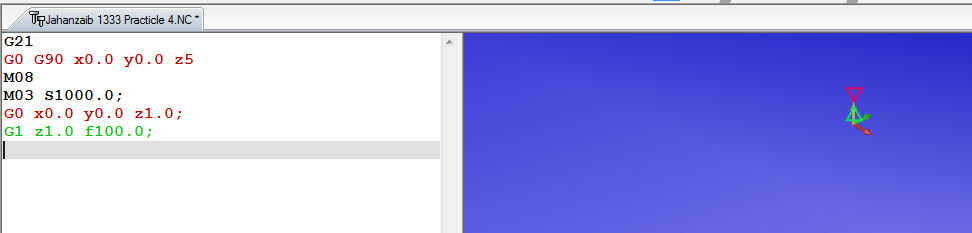 Jahanzaib 1333 Practicle 4.NC *
G21
G0 G90 x0.0 y0.0 z5
M08
M03 S1000.0;
G0 x0.0 y0.0 z1.0;
G1 z1.0 f100.0;